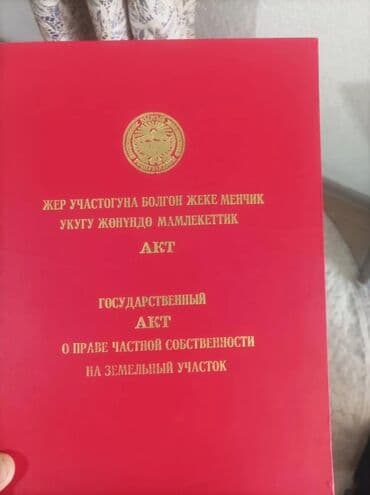 ЖЕР УЧАСТОГУНА БОЛГОН ЖЕКЕ МЕНЧИК
УКУГУ ЖӨНҮНДӨ МАМЛЕКЕТТИК
АКТ
ГОСУДАРСТВЕННЫЙ
АКТ
О ПРАВЕ ЧАСТНОЙ СОБСТВЕННОСТИ
НА ЗЕМЕЛЬНЫЙ УЧАСТОК